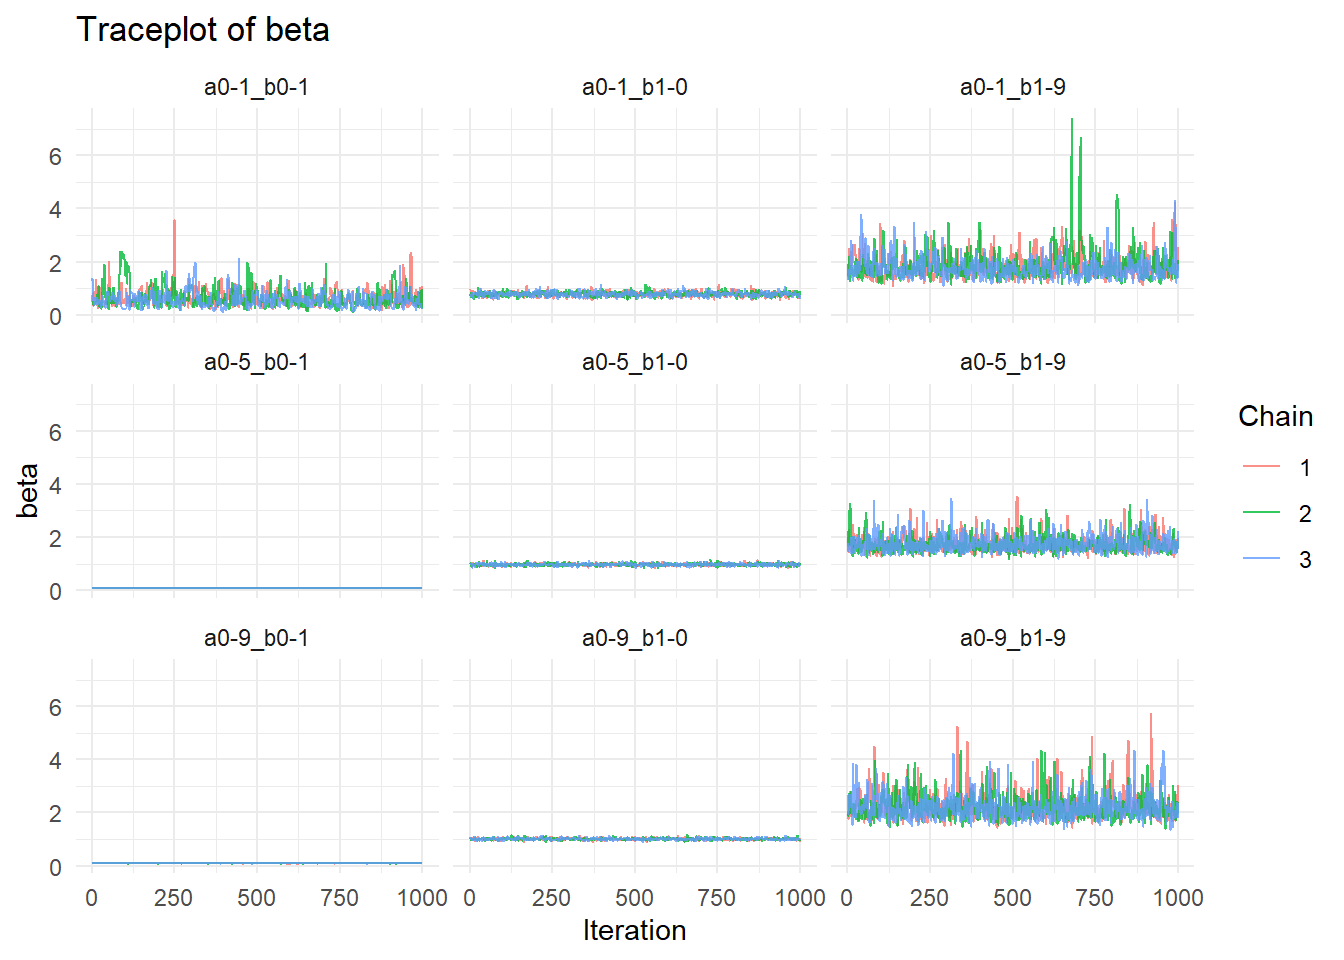 Traceplot of beta
a0-1_b0-1 a0-1_b1-0 a0-1_b1-9
6
4
2
0
a0-5_b0-1 a0-5_b1-0 a0-5_b1-9
6
4
2
0
a0-9_b0-1 a0-9_b1-0 a0-9_b1-9
6
4
2
0
0 250 500 750 1000 0 250 500 750 1000 0 250 500 750 1000
Iteration
beta
Chain
1
2
3